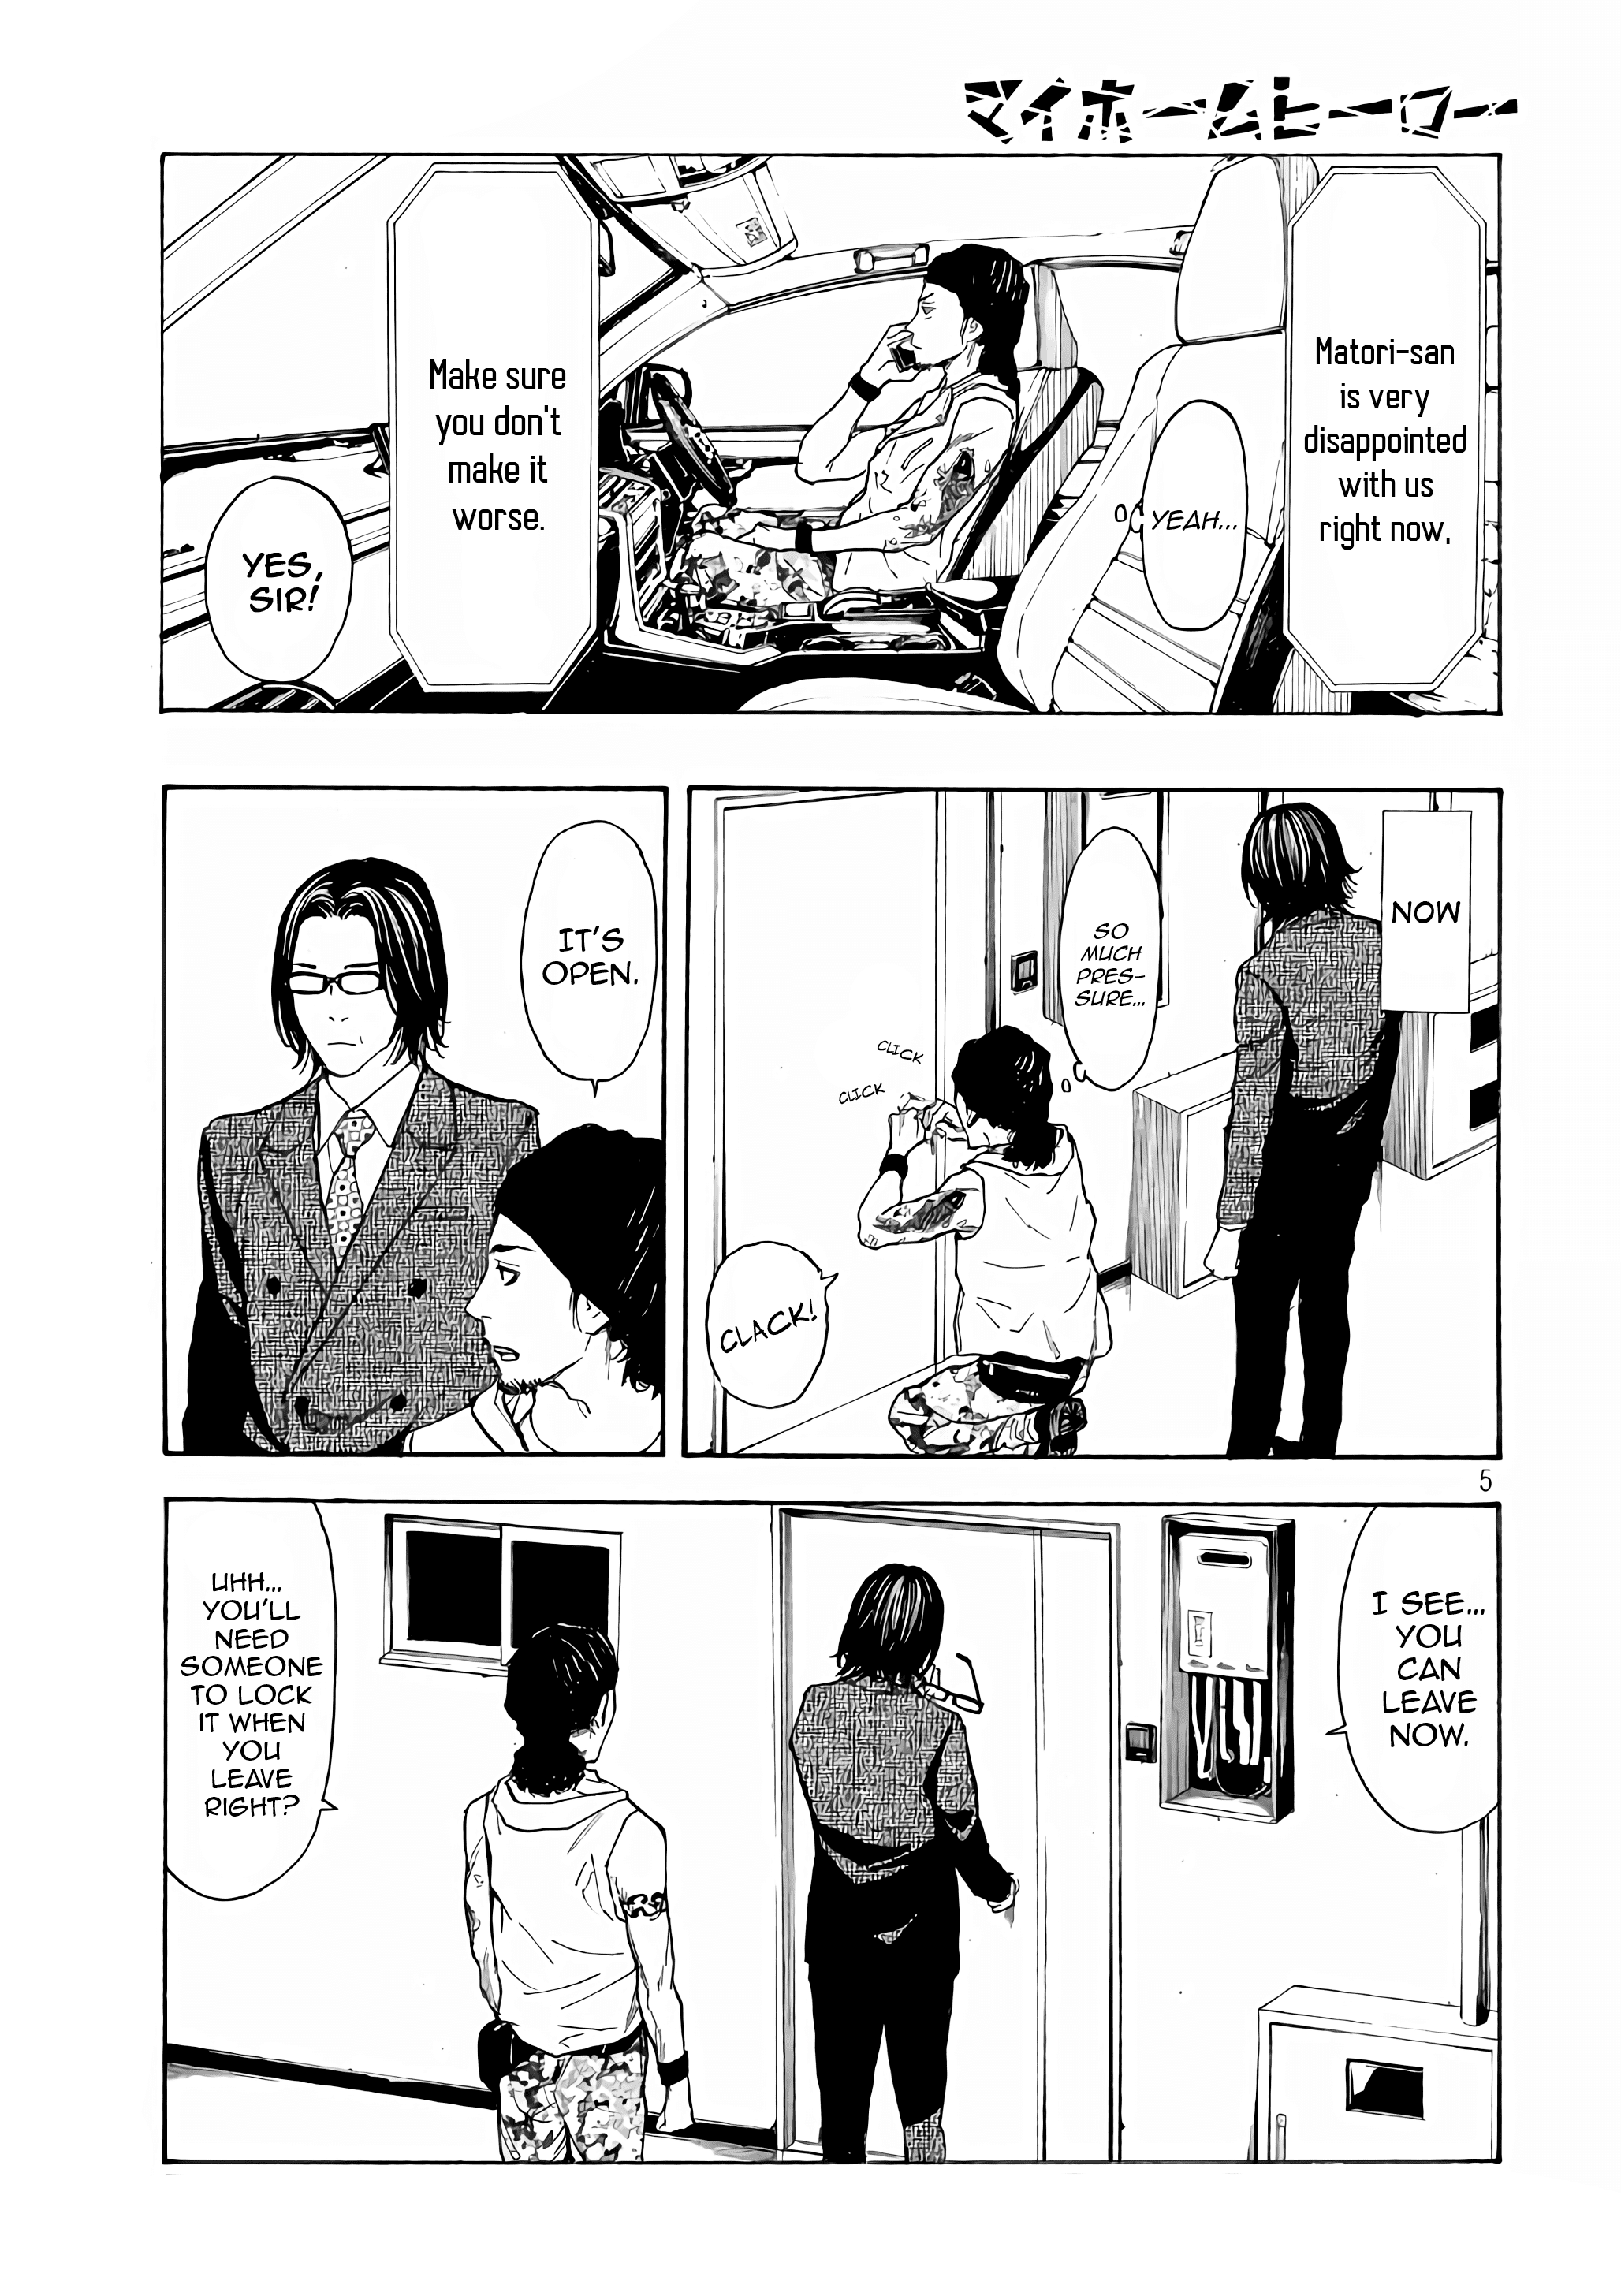 マイホームヒーロー
Matori-san
is very
disappointed
with us
right now,
YEAH...
Make sure
you don't
make it
worse.
YES,
SIR!
NOW
SO
MUCH
PRES-
SURE...
CLICK
CLICK
CLACK!
IT'S
OPEN.
5
I SEE...
YOU
CAN
LEAVE
NOW.
UHH...
YOU'LL
NEED
SOMEONE
TO LOCK
IT WHEN
YOU
LEAVE
RIGHT?